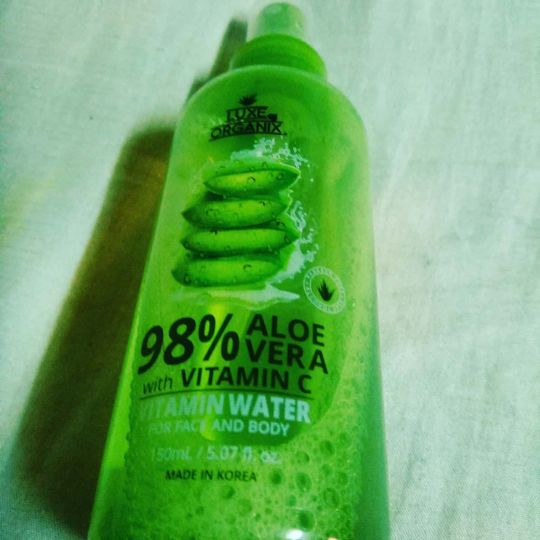 LUXE
ORGANIX
98% ALOE
VERA
with VITAMIN C
VITAMIN WATER
FOR FACE AND BODY
150mL / 5.07 fl. oz.
MADE IN KOREA